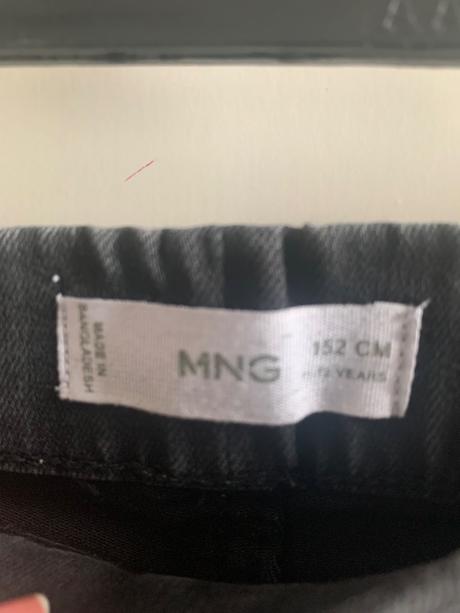 MADE IN
BANGLADESH
MNG
152 CM
YEARS